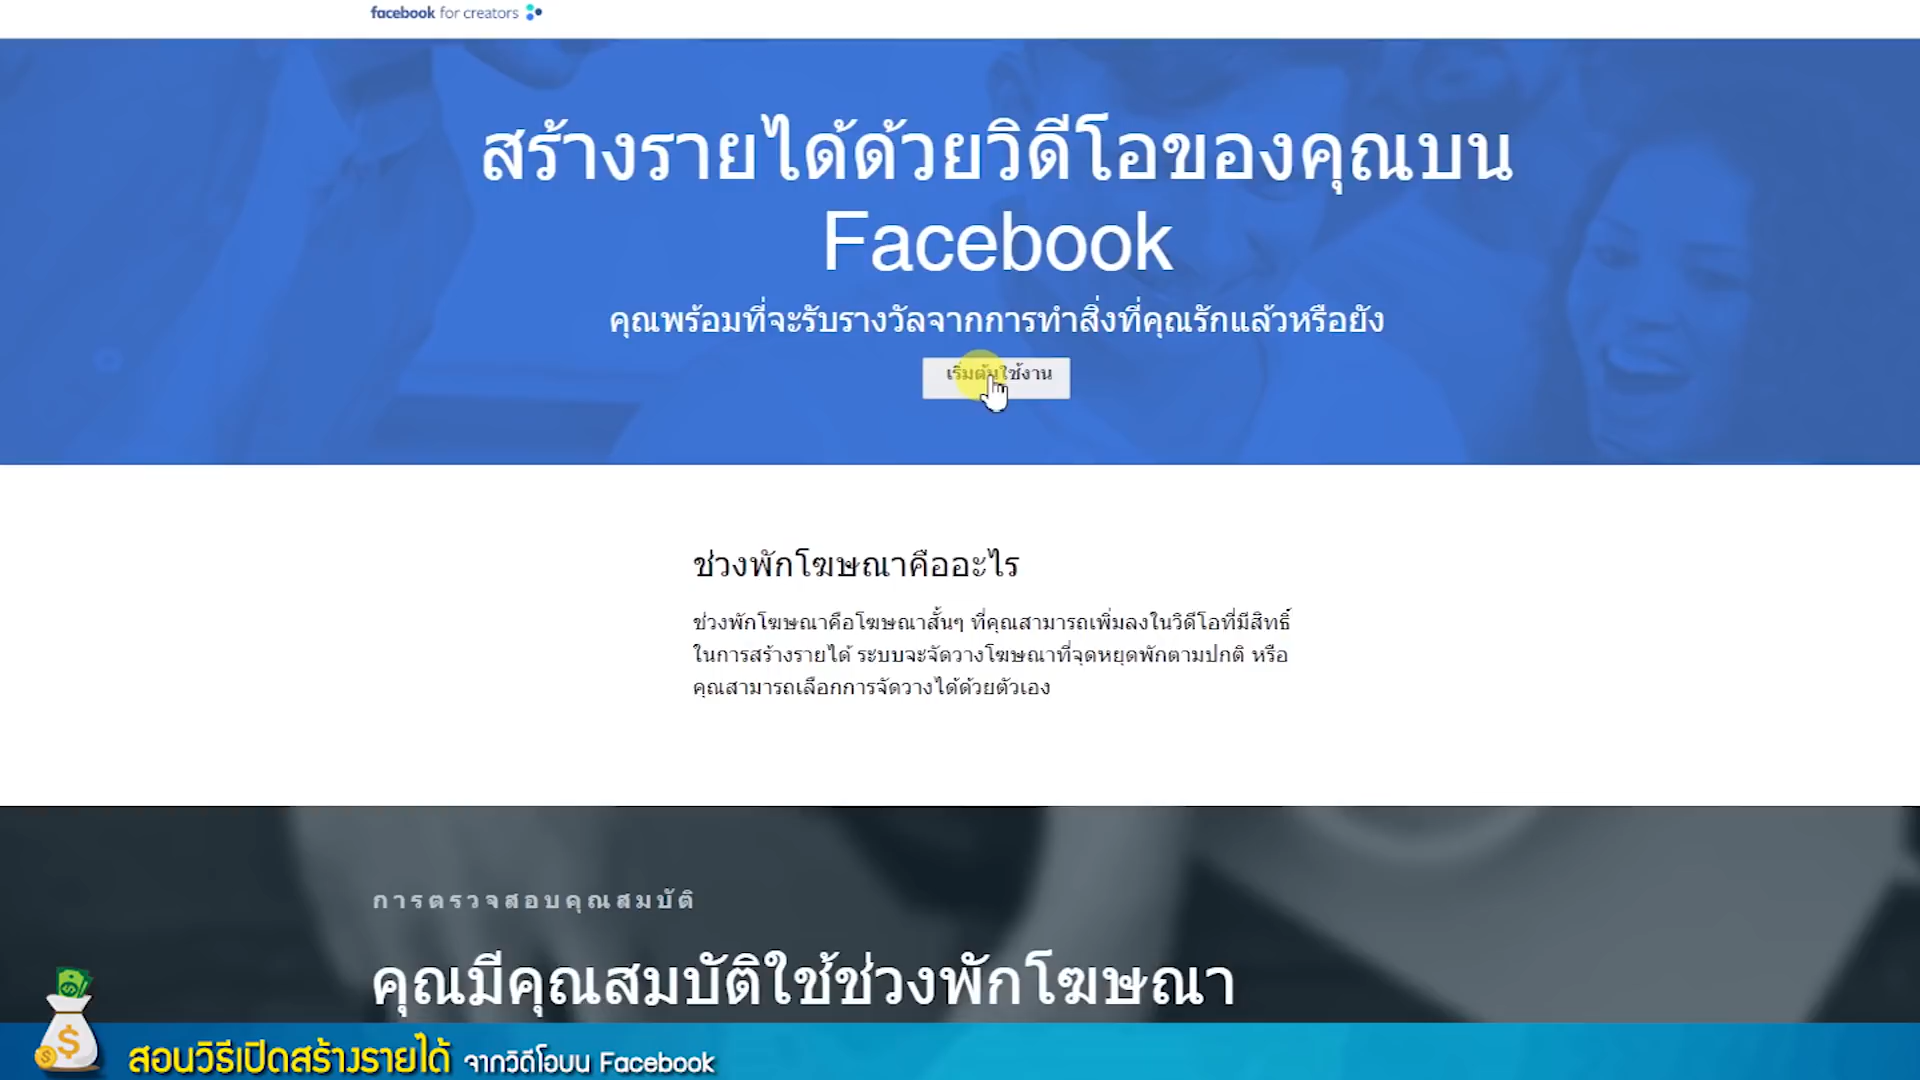 facebook for creators
สร้างรายได้ด้วยวิดีโอของคุณบน
Facebook
คุณพร้อมที่จะรับรางวัลจากการทำสิ่งที่คุณรักแล้วหรือยัง
เริ่มต้นใช้งาน
ช่วงพักโฆษณาคืออะไร
ช่วงพักโฆษณาคือโฆษณาสั้นๆ ที่คุณสามารถเพิ่มลงในวิดีโอที่มีสิทธิ์
ในการสร้างรายได้ ระบบจะจัดวางโฆษณาที่จุดหยุดพักตามปกติ หรือ
คุณสามารถเลือกการจัดวางได้ด้วยตัวเอง
การตรวจสอบคุณสมบัติ
คุณมีคุณสมบัติใช้ช่วงพักโฆษณา
สอนวิธีเปิดสร้างรายได้ จากวิดีโอบน Facebook